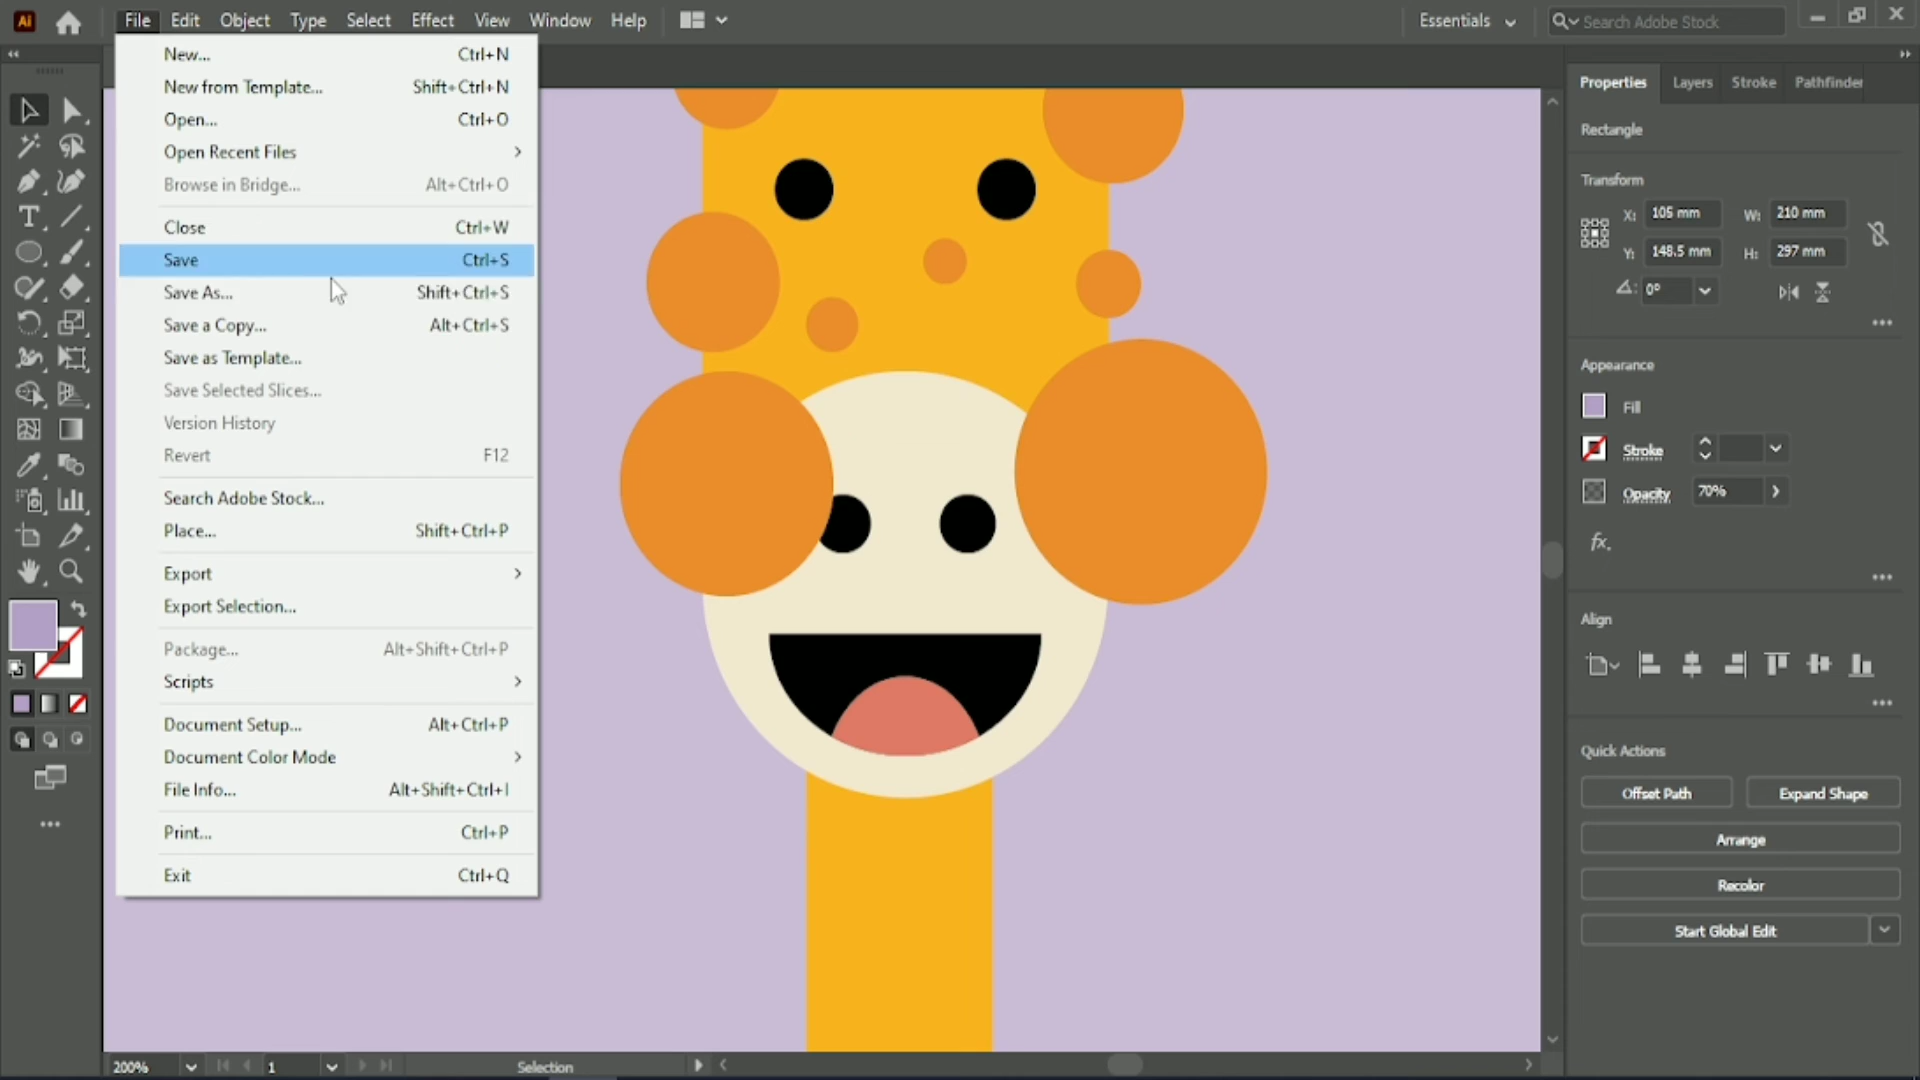 Ai File Edit Object Type Select Effect View Window Help Essentials Search Adobe Stock
New... Ctrl+N
New from Template... Shift+Ctrl+N
Open... Ctrl+O
Open Recent Files
Browse in Bridge... Alt+Ctrl+O
Close Ctrl+W
Save Ctrl+S
Save As... Shift+Ctrl+S
Save a Copy... Alt+Ctrl+S
Save as Template...
Save Selected Slices...
Version History
Revert F12
Search Adobe Stock...
Place... Shift+Ctrl+P
Export
Export Selection...
Package... Alt+Shift+Ctrl+P
Scripts
Document Setup... Alt+Ctrl+P
Document Color Mode
File Info... Alt+Shift+Ctrl+I
Print... Ctrl+P
Exit Ctrl+Q
Properties Layers Stroke Pathfinder
Rectangle
Transform
X: 105 mm W: 210 mm
Y: 148.5 mm H: 297 mm
0°
Appearance
Fill
Stroke
Opacity 70%
fx.
Align
Quick Actions
Offset Path Expand Shape
Arrange
Recolor
Start Global Edit
200% 1 Selection